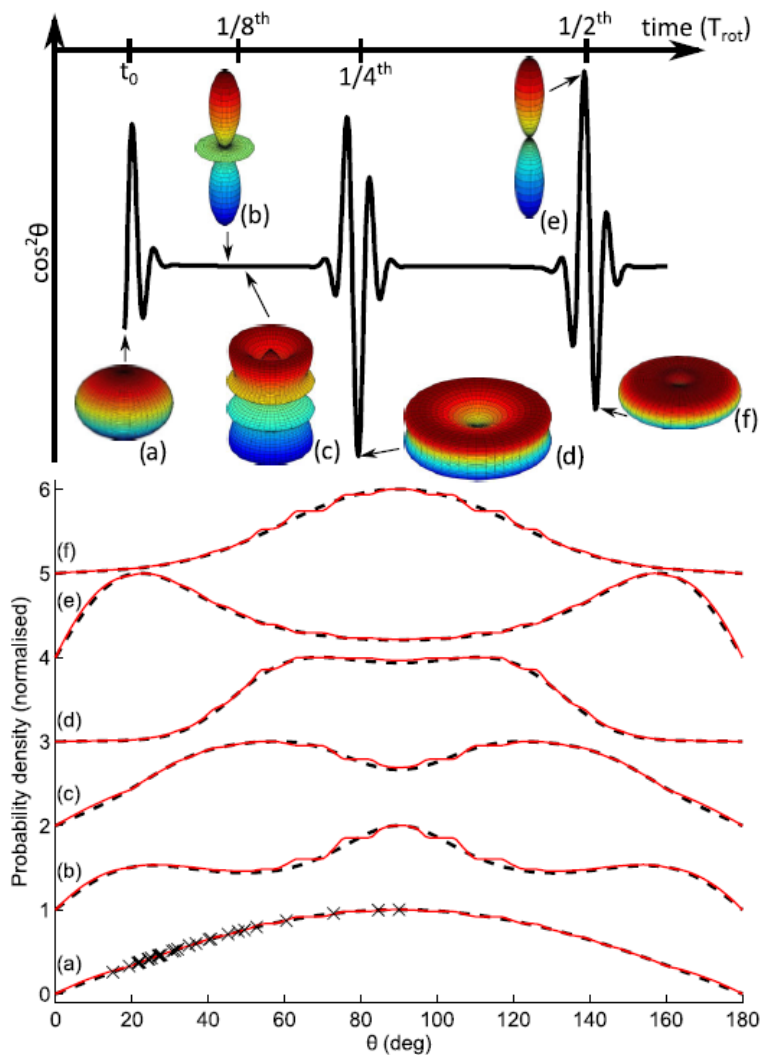 1/8th
1/2th
time (Trot)
t0
1/4th
cos2θ
(b)
(e)
(a)
(c)
(d)
(f)
Probability density (normalised)
6
(f)
5
(e)
4
(d)
3
(c)
2
(b)
1
(a)
0
0
20
40
60
80
100
120
140
160
180
θ (deg)